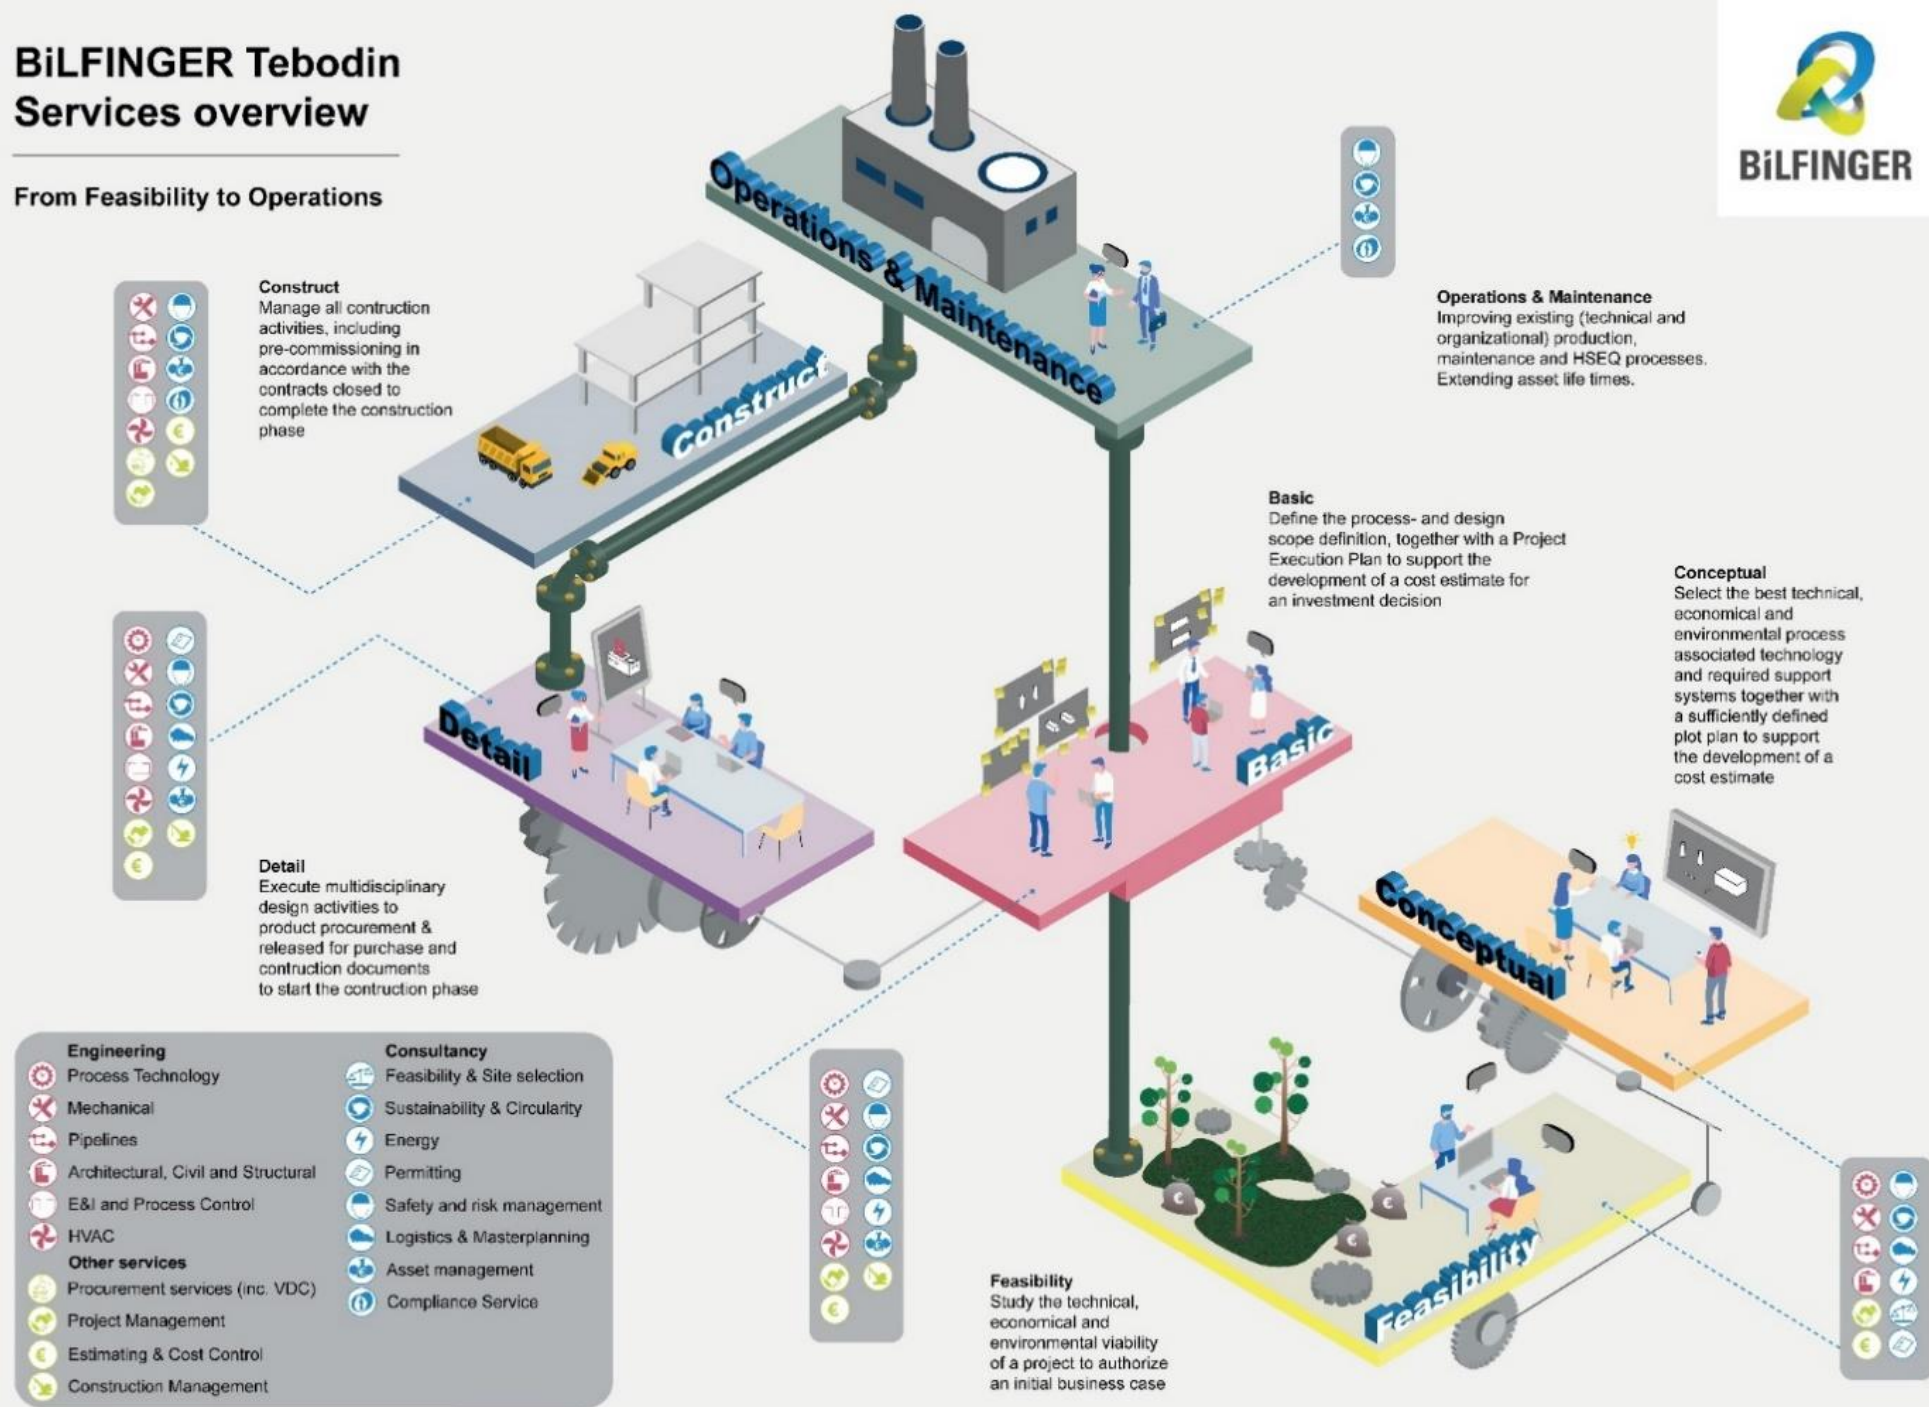 BiLFINGER Tebodin
Services overview
From Feasibility to Operations
BiLFINGER
Construct
Manage all contruction
activities, including
pre-commissioning in
accordance with the
contracts closed to
complete the construction
phase
Operations & Maintenance
Construct
Operations & Maintenance
Improving existing (technical and
organizational) production,
maintenance and HSEQ processes.
Extending asset life times.
Basic
Define the process- and design
scope definition, together with a Project
Execution Plan to support the
development of a cost estimate for
an investment decision
Conceptual
Select the best technical,
economical and
environmental process
associated technology
and required support
systems together with
a sufficiently defined
plot plan to support
the development of a
cost estimate
Detail
Basic
Conceptual
Detail
Execute multidisciplinary
design activities to
product procurement &
released for purchase and
contruction documents
to start the contruction phase
Feasibility
Feasibility
Study the technical,
economical and
environmental viability
of a project to authorize
an initial business case
Engineering
Process Technology
Mechanical
Pipelines
Architectural, Civil and Structural
E&I and Process Control
HVAC
Other services
Procurement services (inc. VDC)
Project Management
€ Estimating & Cost Control
Construction Management
Consultancy
Feasibility & Site selection
Sustainability & Circularity
Energy
Permitting
Safety and risk management
Logistics & Masterplanning
Asset management
Compliance Service